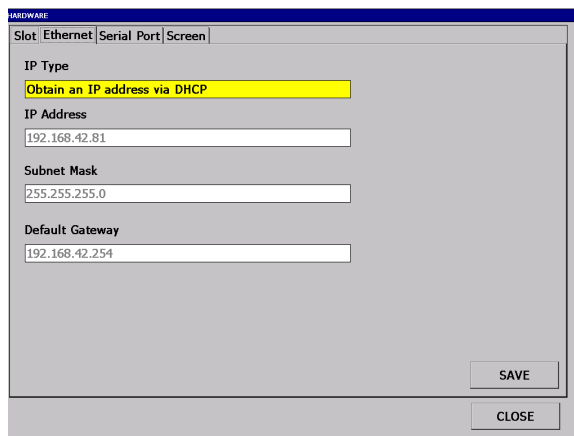 HARDWARE
Slot Ethernet Serial Port Screen
IP Type
Obtain an IP address via DHCP
IP Address
192.168.42.81
Subnet Mask
255.255.255.0
Default Gateway
192.168.42.254
SAVE
CLOSE